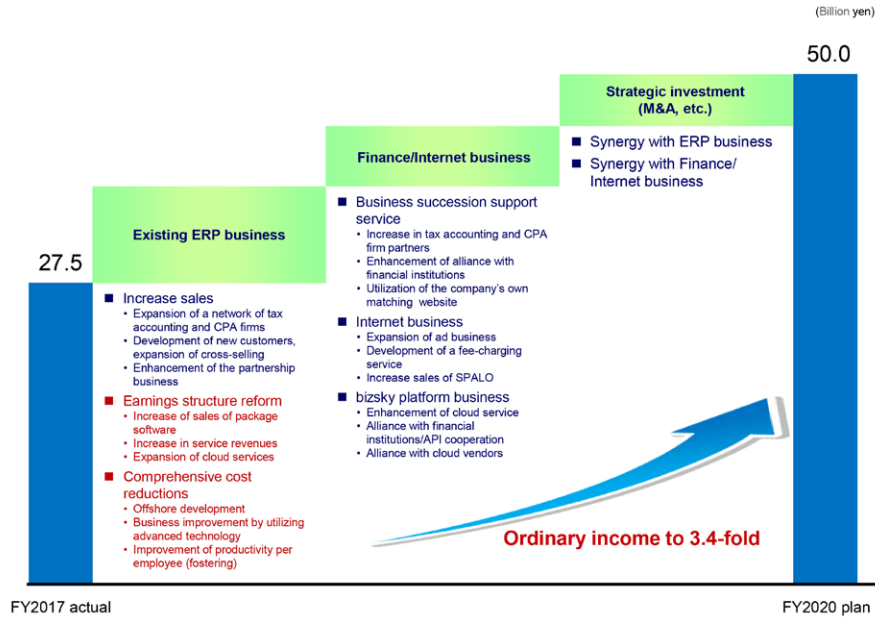 (Billion yen)
50.0
Strategic investment
(M&A, etc.)
■ Synergy with ERP business
■ Synergy with Finance/
Internet business
Finance/Internet business
■ Business succession support
service
• Increase in tax accounting and CPA
firm partners
• Enhancement of alliance with
financial institutions
• Utilization of the company's own
matching website
■ Internet business
• Expansion of ad business
• Development of a fee-charging
service
• Increase sales of SPALO
■ bizsky platform business
• Enhancement of cloud service
• Alliance with financial
institutions/API cooperation
• Alliance with cloud vendors
Existing ERP business
27.5
■ Increase sales
• Expansion of a network of tax
accounting and CPA firms
• Development of new customers,
expansion of cross-selling
• Enhancement of the partnership
business
■ Earnings structure reform
• Increase of sales of package
software
• Increase in service revenues
• Expansion of cloud services
■ Comprehensive cost
reductions
• Offshore development
• Business improvement by utilizing
advanced technology
• Improvement of productivity per
employee (fostering)
Ordinary income to 3.4-fold
FY2017 actual
FY2020 plan